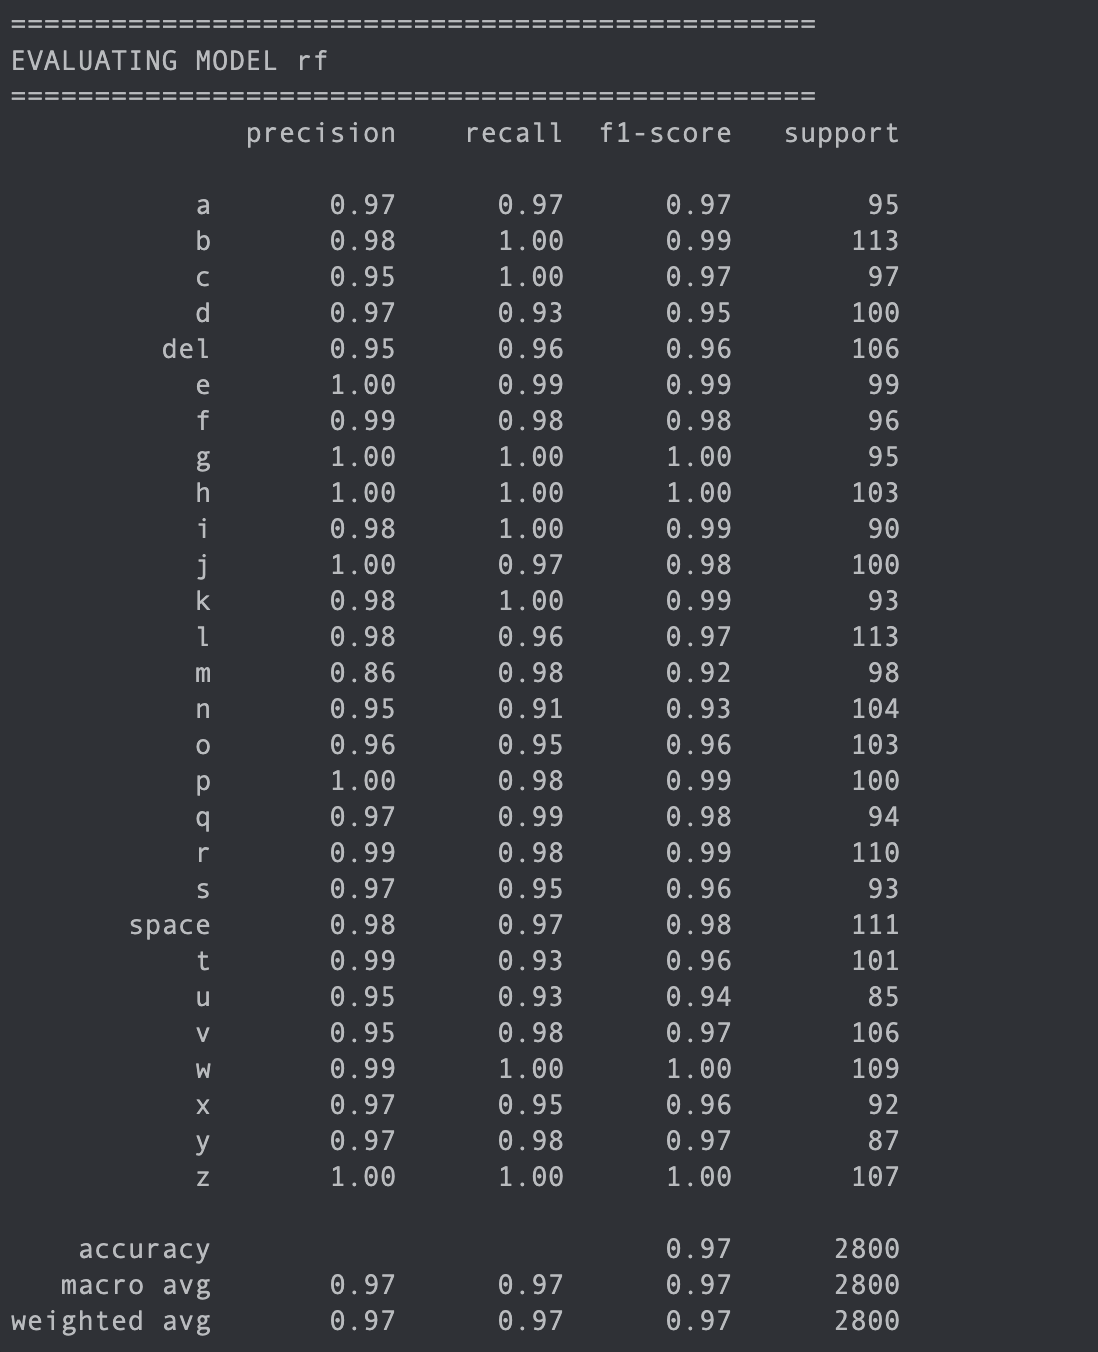 ================================================
EVALUATING MODEL rf
================================================
              precision    recall  f1-score   support

           a       0.97      0.97      0.97        95
           b       0.98      1.00      0.99       113
           c       0.95      1.00      0.97        97
           d       0.97      0.93      0.95       100
         del       0.95      0.96      0.96       106
           e       1.00      0.99      0.99        99
           f       0.99      0.98      0.98        96
           g       1.00      1.00      1.00        95
           h       1.00      1.00      1.00       103
           i       0.98      1.00      0.99        90
           j       1.00      0.97      0.98       100
           k       0.98      1.00      0.99        93
           l       0.98      0.96      0.97       113
           m       0.86      0.98      0.92        98
           n       0.95      0.91      0.93       104
           o       0.96      0.95      0.96       103
           p       1.00      0.98      0.99       100
           q       0.97      0.99      0.98        94
           r       0.99      0.98      0.99       110
           s       0.97      0.95      0.96        93
       space       0.98      0.97      0.98       111
           t       0.99      0.93      0.96       101
           u       0.95      0.93      0.94        85
           v       0.95      0.98      0.97       106
           w       0.99      1.00      1.00       109
           x       0.97      0.95      0.96        92
           y       0.97      0.98      0.97        87
           z       1.00      1.00      1.00       107

    accuracy                           0.97      2800
   macro avg       0.97      0.97      0.97      2800
weighted avg       0.97      0.97      0.97      2800